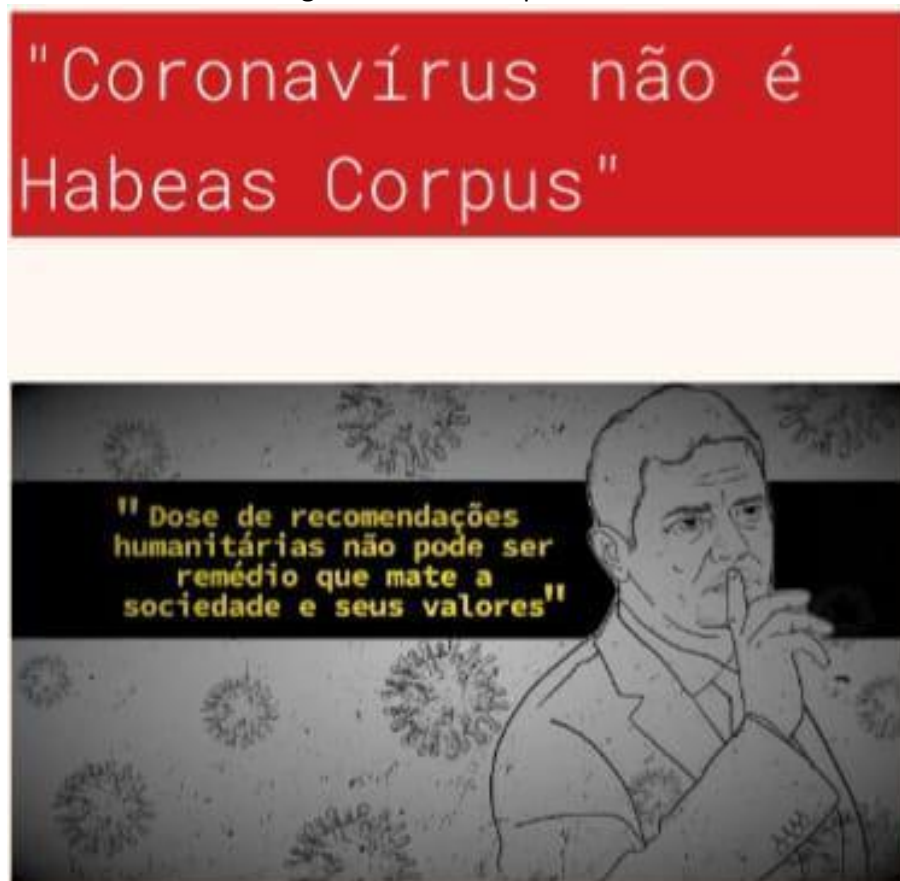 "Coronavírus não é
Habeas Corpus"
"Dose de recomendações
humanitárias não pode ser
remédio que mate a
sociedade e seus valores"